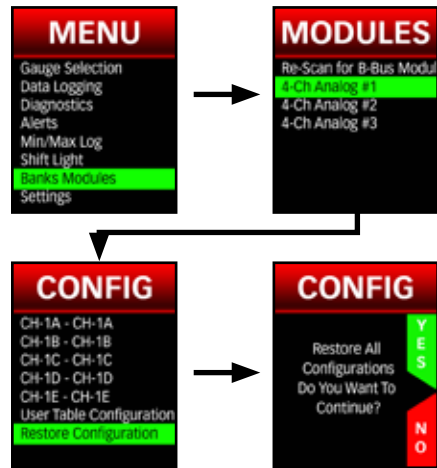 MENU
Gauge Selection
Data Logging
Diagnostics
Alerts
Min/Max Log
Shift Light
Banks Modules
Settings
MODULES
Re-Scan for B-Bus Modul
4-Ch Analog #1
4-Ch Analog #2
4-Ch Analog #3
CONFIG
CH-1A - CH-1A
CH-1B - CH-1B
CH-1C - CH-1C
CH-1D - CH-1D
CH-1E - CH-1E
User Table Configuration
Restore Configuration
CONFIG
Restore All
Configurations
Do You Want To
Continue?
YES
NO